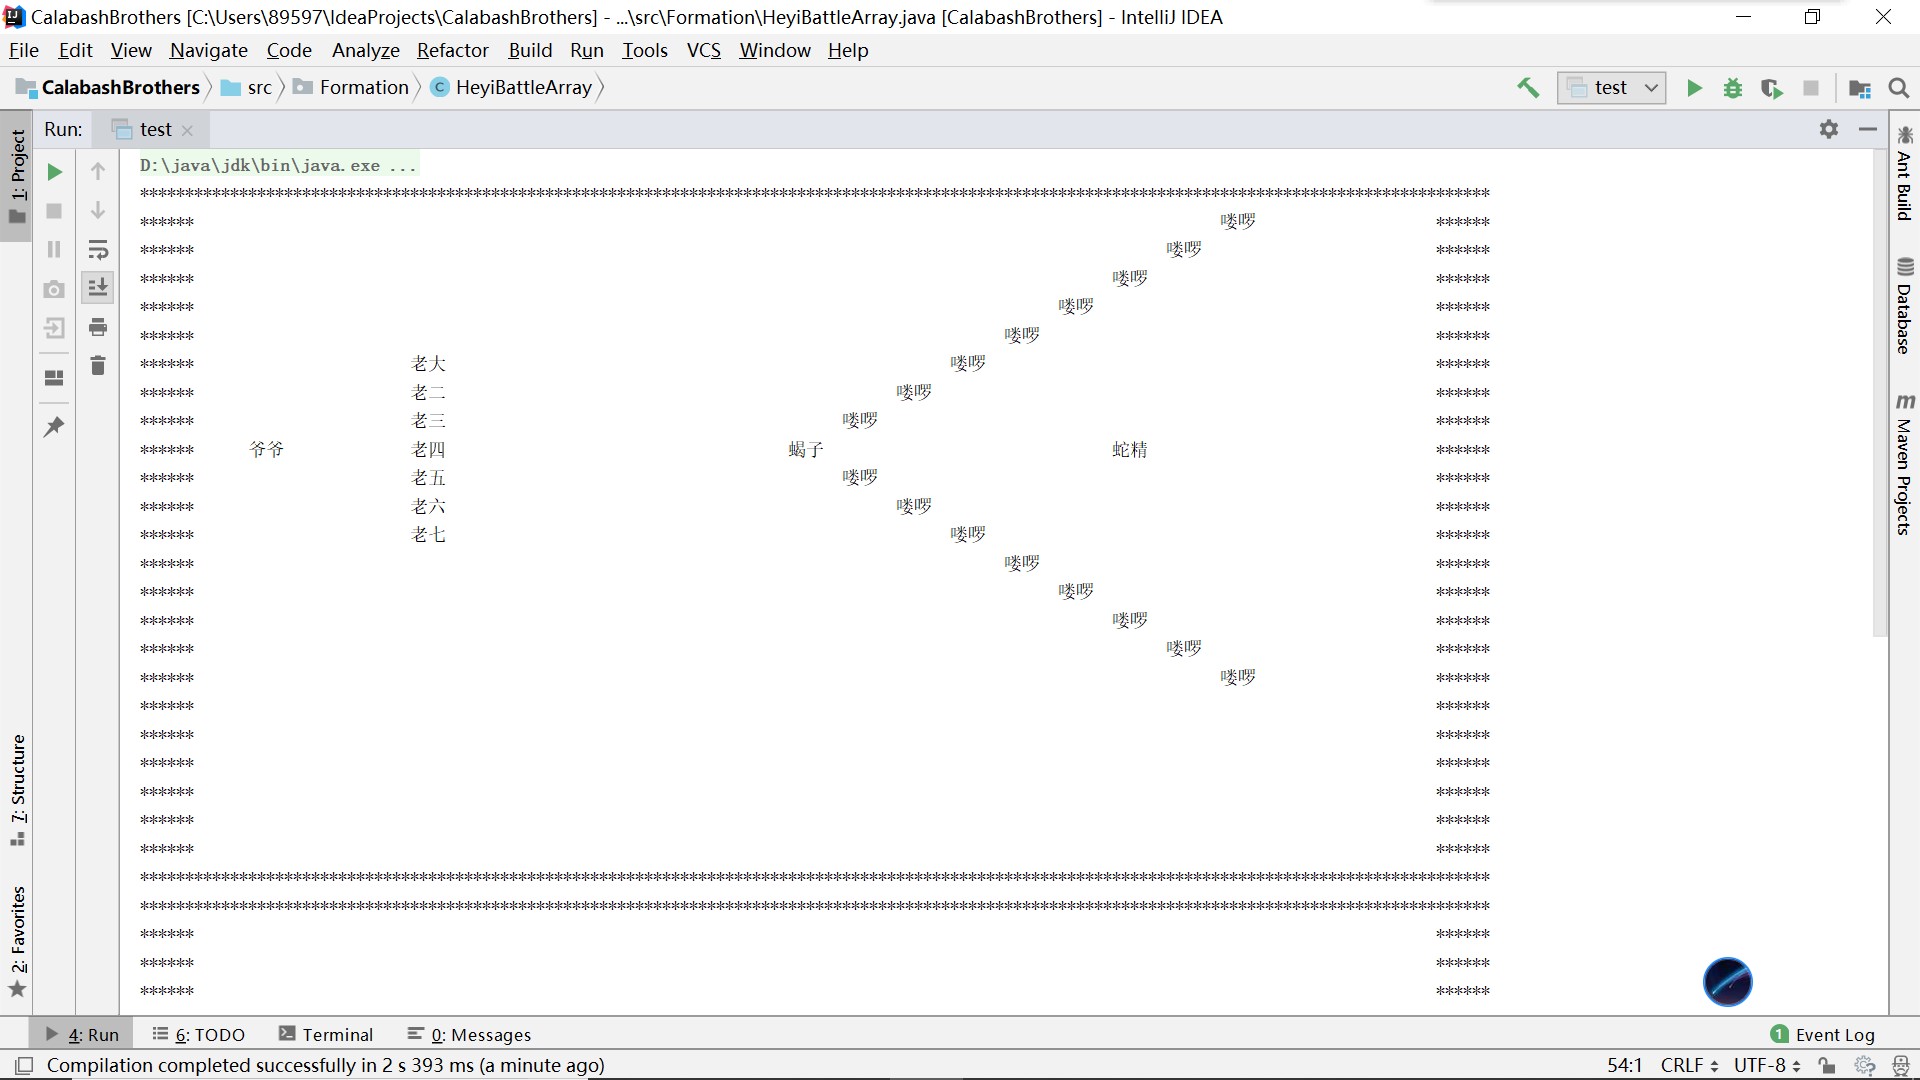 CalabashBrothers [C:\Users\89597\IdeaProjects\CalabashBrothers] - ...\src\Formation\HeyiBattleArray.java [CalabashBrothers] - IntelliJ IDEA
File Edit View Navigate Code Analyze Refactor Build Run Tools VCS Window Help
CalabashBrothers src Formation HeyiBattleArray test
Run: test
D:\java\jdk\bin\java.exe ...
******************************************************************************************************************************************************
****** 喽啰 ******
****** 喽啰 ******
****** 喽啰 ******
****** 喽啰 ******
****** 喽啰 ******
****** 老大 喽啰 ******
****** 老二 喽啰 ******
****** 老三 喽啰 ******
****** 爷爷 老四 蝎子 蛇精 ******
****** 老五 喽啰 ******
****** 老六 喽啰 ******
****** 老七 喽啰 ******
****** 喽啰 ******
****** 喽啰 ******
****** 喽啰 ******
****** 喽啰 ******
****** 喽啰 ******
****** ******
****** ******
****** ******
****** ******
****** ******
****** ******
******************************************************************************************************************************************************
******************************************************************************************************************************************************
****** ******
****** ******
****** ******
1: Project
7: Structure
2: Favorites
Ant Build
Database
m Maven Projects
4: Run 6: TODO Terminal 0: Messages 1 Event Log
Compilation completed successfully in 2 s 393 ms (a minute ago) 54:1 CRLF UTF-8